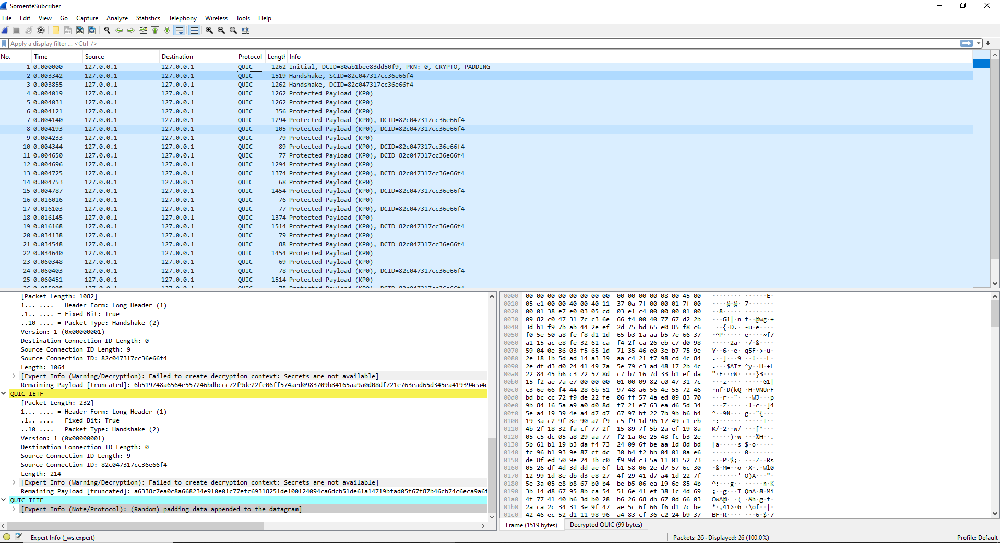 SomenteSubcriber
File Edit View Go Capture Analyze Statistics Telephony Wireless Tools Help
Apply a display filter ... <Ctrl-/>
No. Time Source Destination Protocol Length Info
1 0.000000 127.0.0.1 127.0.0.1 QUIC 1262 Initial, DCID=80ab1bee83dd50f9, PKN: 0, CRYPTO, PADDING
2 0.003342 127.0.0.1 127.0.0.1 QUIC 1519 Handshake, SCID=82c047317cc36e66f4
3 0.003855 127.0.0.1 127.0.0.1 QUIC 1262 Handshake, DCID=82c047317cc36e66f4
4 0.004019 127.0.0.1 127.0.0.1 QUIC 1262 Protected Payload (KP0)
5 0.004031 127.0.0.1 127.0.0.1 QUIC 1262 Protected Payload (KP0)
6 0.004121 127.0.0.1 127.0.0.1 QUIC 356 Protected Payload (KP0)
7 0.004140 127.0.0.1 127.0.0.1 QUIC 1294 Protected Payload (KP0), DCID=82c047317cc36e66f4
8 0.004193 127.0.0.1 127.0.0.1 QUIC 105 Protected Payload (KP0), DCID=82c047317cc36e66f4
9 0.004233 127.0.0.1 127.0.0.1 QUIC 79 Protected Payload (KP0)
10 0.004344 127.0.0.1 127.0.0.1 QUIC 89 Protected Payload (KP0), DCID=82c047317cc36e66f4
11 0.004650 127.0.0.1 127.0.0.1 QUIC 77 Protected Payload (KP0), DCID=82c047317cc36e66f4
12 0.004696 127.0.0.1 127.0.0.1 QUIC 1294 Protected Payload (KP0)
13 0.004725 127.0.0.1 127.0.0.1 QUIC 1374 Protected Payload (KP0), DCID=82c047317cc36e66f4
14 0.004753 127.0.0.1 127.0.0.1 QUIC 68 Protected Payload (KP0)
15 0.004787 127.0.0.1 127.0.0.1 QUIC 1454 Protected Payload (KP0), DCID=82c047317cc36e66f4
16 0.016016 127.0.0.1 127.0.0.1 QUIC 76 Protected Payload (KP0)
17 0.016103 127.0.0.1 127.0.0.1 QUIC 77 Protected Payload (KP0), DCID=82c047317cc36e66f4
18 0.016145 127.0.0.1 127.0.0.1 QUIC 1374 Protected Payload (KP0)
19 0.016168 127.0.0.1 127.0.0.1 QUIC 1514 Protected Payload (KP0), DCID=82c047317cc36e66f4
20 0.034138 127.0.0.1 127.0.0.1 QUIC 79 Protected Payload (KP0)
21 0.034548 127.0.0.1 127.0.0.1 QUIC 88 Protected Payload (KP0), DCID=82c047317cc36e66f4
22 0.034640 127.0.0.1 127.0.0.1 QUIC 1454 Protected Payload (KP0)
23 0.060348 127.0.0.1 127.0.0.1 QUIC 69 Protected Payload (KP0)
24 0.060403 127.0.0.1 127.0.0.1 QUIC 78 Protected Payload (KP0), DCID=82c047317cc36e66f4
25 0.060451 127.0.0.1 127.0.0.1 QUIC 1514 Protected Payload (KP0)
[Packet Length: 1082]
1... .... = Header Form: Long Header (1)
.1.. .... = Fixed Bit: True
..10 .... = Packet Type: Handshake (2)
Version: 1 (0x00000001)
Destination Connection ID Length: 0
Source Connection ID Length: 9
Source Connection ID: 82c047317cc36e66f4
Length: 1064
[Expert Info (Warning/Decryption): Failed to create decryption context: Secrets are not available]
Remaining Payload [truncated]: 6b519748a6564e557246bdbccc72f9de22fe06ff574aed0983709b84165aa9a0d08df721e763ead65d345ea419394ea4d
QUIC IETF
[Packet Length: 232]
1... .... = Header Form: Long Header (1)
.1.. .... = Fixed Bit: True
..10 .... = Packet Type: Handshake (2)
Version: 1 (0x00000001)
Destination Connection ID Length: 0
Source Connection ID Length: 9
Source Connection ID: 82c047317cc36e66f4
Length: 214
[Expert Info (Warning/Decryption): Failed to create decryption context: Secrets are not available]
Remaining Payload [truncated]: a6338c7ea0c8a668234e910e01c77efc69318251de100124094ca6dcb51de61a14719bfad05f67f87b46cb74c6eca9a6f
QUIC IETF
[Expert Info (Note/Protocol): (Random) padding data appended to the datagram]
0000 00 00 00 00 00 00 00 00 00 00 00 00 08 00 45 00
0010 05 e1 00 00 40 00 40 11 37 0a 7f 00 00 01 7f 00
0020 00 01 38 e7 e0 03 05 cd 03 e1 c4 00 00 00 01 00
0030 09 82 c0 47 31 7c c3 6e 66 f4 00 40 77 67 d2 2b
0040 3d b1 f9 7b ab 44 2e ef 2d 75 bd 65 e0 85 f8 c6
0050 f0 5e 50 a8 fe f8 d1 1d 65 b3 1a aa b5 7e 66 37
0060 a1 15 ac e8 fe 32 61 ca f4 2f ca 26 eb c7 d0 98
0070 59 04 0e 36 03 f5 65 1d 71 35 46 e0 3e b7 75 9e
0080 2e 18 1b 5d ad 14 a3 39 aa c4 21 f7 98 cd 4c 84
0090 2e df d3 d0 24 41 49 7a 5e 79 c3 ad 48 17 2b 4c
00a0 22 84 45 b6 c3 72 57 8d c7 b7 16 7d 33 b1 ef da
00b0 15 f2 ae 7a e7 00 00 00 01 00 09 82 c0 47 31 7c
00c0 c3 6e 66 f4 44 28 6b 51 97 48 a6 56 4e 55 72 46
00d0 bd bc cc 72 f9 de 22 fe 06 ff 57 4a ed 09 83 70
00e0 9b 84 16 5a a9 a0 d0 8d f7 21 e7 63 ea d6 5d 34
00f0 5e a4 19 39 4e a4 d7 d7 67 97 bf 22 7b 9b b6 b4
0100 19 3a c2 9f 8e 90 a2 f9 c5 f9 1d 96 17 49 c1 eb
0110 4b 2f 18 32 fa cf 77 2f 15 89 7f 5b 2a ef 19 8a
0120 05 c5 dc 05 a8 29 aa 77 f2 1a 0e 25 48 fc b3 2e
0130 5b 61 b1 19 b3 da f4 73 24 09 6f be aa 1d 8d bd
0140 fc 96 b1 93 9e 87 cf dc 30 b4 f2 bb 04 01 0a e6
0150 de 8f ed 50 9e 24 3b c0 f9 9d c3 5a 11 01 52 73
0160 05 26 df 4d 3d dd ae 6f b1 58 06 2e d7 57 6c 30
0170 12 99 1d 8e db d3 e8 27 4f 29 41 d7 a4 1d 22 7f
0180 5e 3a 05 e8 b8 67 b0 b4 be b5 06 ea 19 6e 85 4b
0190 3b 14 d8 67 95 8b ca 54 51 6e 41 ef 38 1c 4d 69
01a0 4f 77 41 40 b6 3d b0 28 b6 26 68 db 67 0d 66 03
01b0 2a ca 2c 34 31 3e 9f 47 ae 5c 6f 66 f6 d1 7c be
01c0 42 46 ec 52 d1 11 98 96 a4 83 cf 36 c2 24 b9 37
Frame (1519 bytes) Decrypted QUIC (99 bytes)
Expert Info (_ws.expert) Packets: 26 · Displayed: 26 (100.0%) Profile: Default